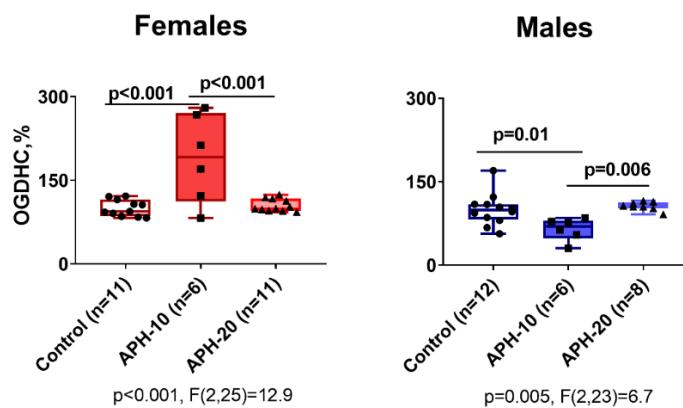 Females
p<0.001
p<0.001
300
150
0
OGDHC,%
Control (n=11)
APH-10 (n=6)
APH-20 (n=11)
p<0.001, F(2,25)=12.9
Males
p=0.01
p=0.006
300
150
0
Control (n=12)
APH-10 (n=6)
APH-20 (n=8)
p=0.005, F(2,23)=6.7